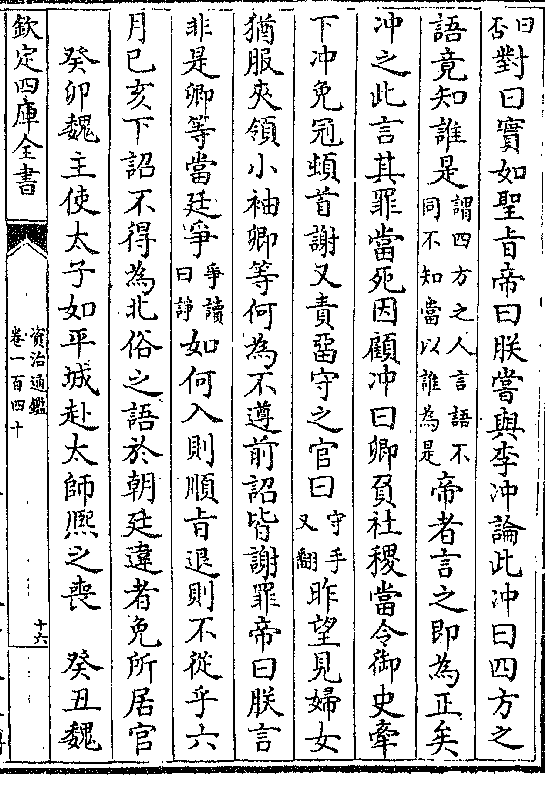 曰否對曰實如聖旨帝曰朕嘗與李冲論此冲曰四方之
語竟知誰是謂四方之人言語不同不知當以誰為是帝者言之即為正矣
冲之此言其罪當死因顧冲曰卿負社稷當令御史牽
下冲免冠頓首謝又責留守之官曰守手又翻昨望見婦女
猶服夾領小袖卿等何為不遵前詔皆謝罪帝曰朕言
非是卿等當廷爭爭讀曰諍如何入則順旨退則不從乎六
月己亥下詔不得為北俗之語於朝廷違者免所居官
癸卯魏主使太子如平城赴太師熈之喪　癸丑魏
欽定四庫全書
資治通鑑
卷一百四十
十六